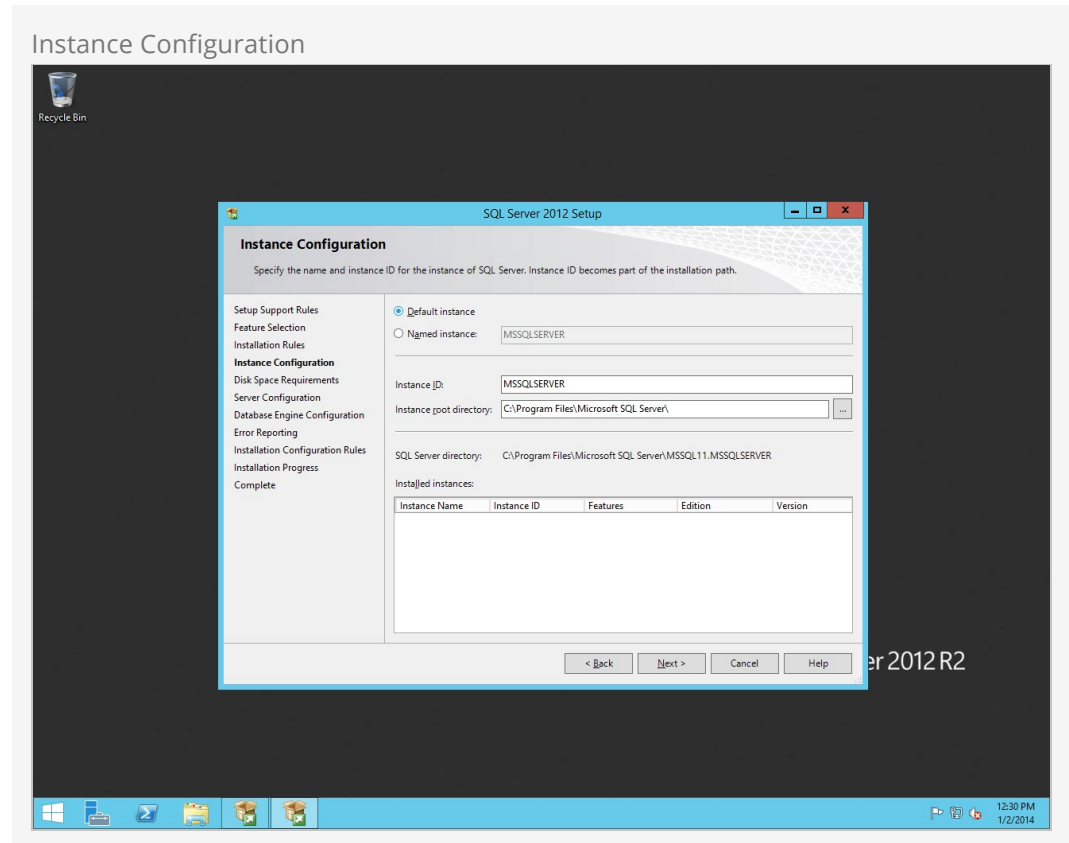 Instance Configuration
Recycle Bin
SQL Server 2012 Setup
Instance Configuration
Specify the name and instance ID for the instance of SQL Server. Instance ID becomes part of the installation path.
Setup Support Rules
Feature Selection
Installation Rules
Instance Configuration
Disk Space Requirements
Server Configuration
Database Engine Configuration
Error Reporting
Installation Configuration Rules
Installation Progress
Complete
Default instance
Named instance: MSSQLSERVER
Instance ID: MSSQLSERVER
Instance root directory: C:\Program Files\Microsoft SQL Server\ ...
SQL Server directory: C:\Program Files\Microsoft SQL Server\MSSQL11.MSSQLSERVER
Installed instances:
Instance Name Instance ID Features Edition Version
< Back Next > Cancel Help
er 2012 R2
12:30 PM
1/2/2014